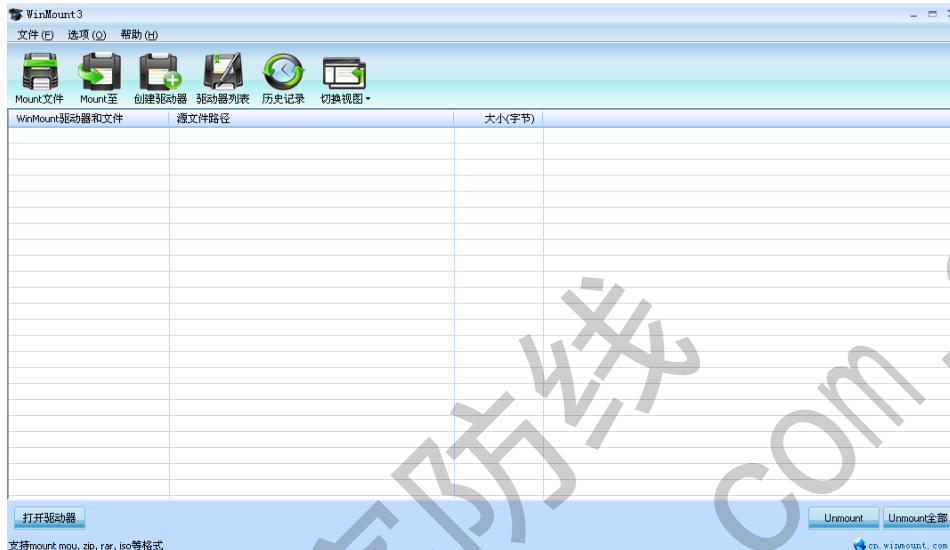 WinMount3
文件(F) 选项(O) 帮助(H)
Mount文件 Mount至 创建驱动器 驱动器列表 历史记录 切换视图
WinMount驱动器和文件 源文件路径 大小(字节)
防线
com
打开驱动器 Unmount Unmount全部
支持mount mou, zip, rar, iso等格式 cn.winmount.com